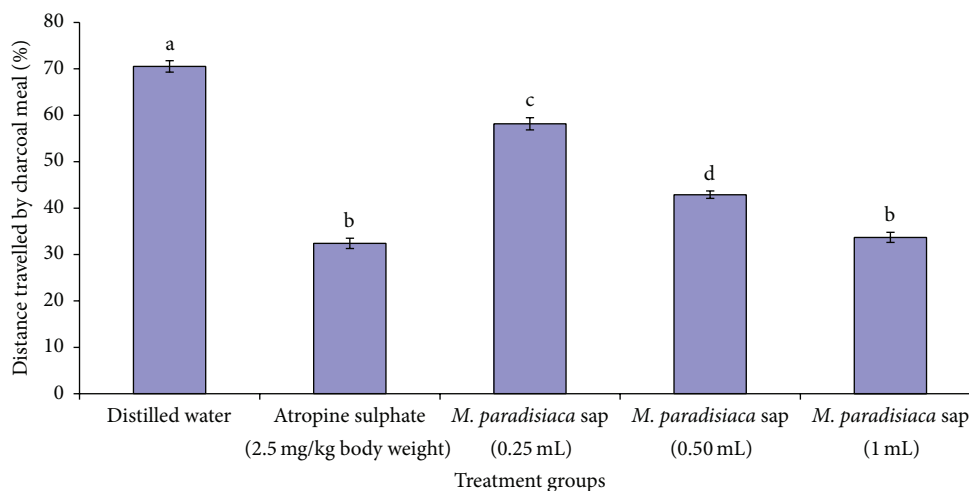 Distance travelled by charcoal meal (%)
80
70
60
50
40
30
20
10
0
a
b
c
d
b
Distilled water
Atropine sulphate
(2.5 mg/kg body weight)
M. paradisiaca sap
(0.25 mL)
M. paradisiaca sap
(0.50 mL)
M. paradisiaca sap
(1 mL)
Treatment groups